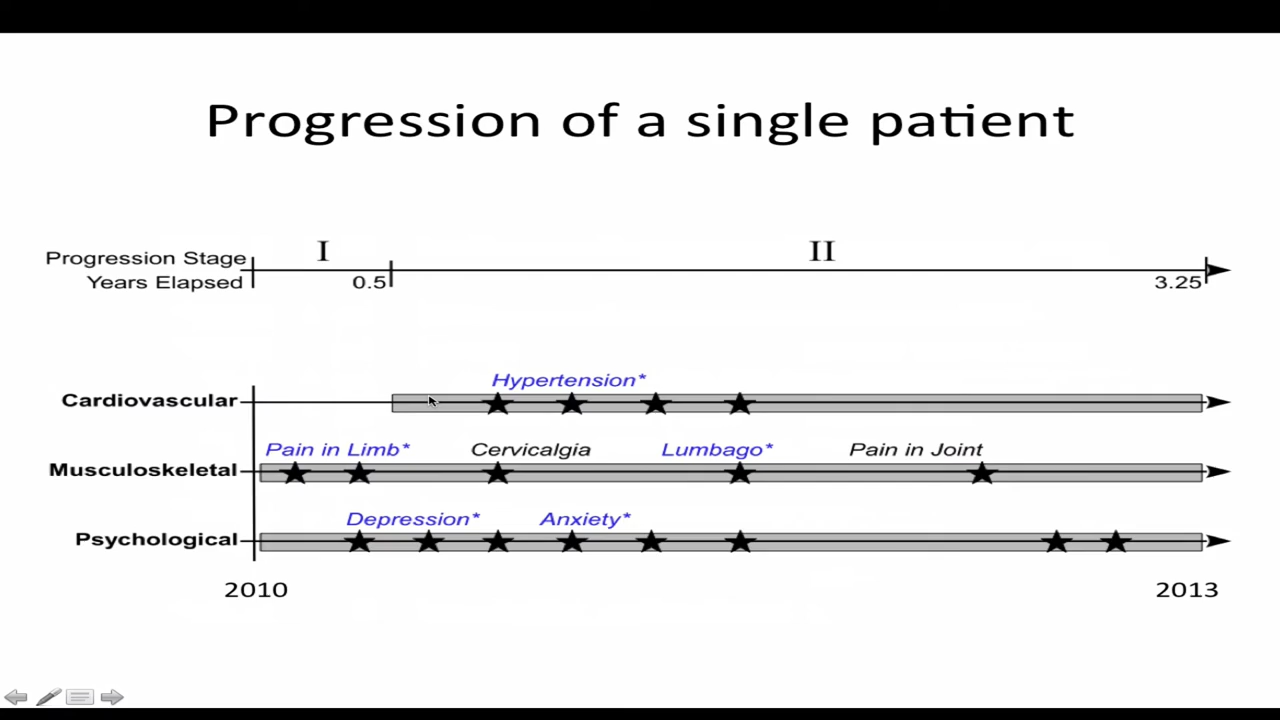 Progression of a single patient
Progression Stage I II
Years Elapsed 0.5 3.25
Hypertension*
Cardiovascular
Pain in Limb* Cervicalgia Lumbago* Pain in Joint
Musculoskeletal
Depression* Anxiety*
Psychological
2010 2013